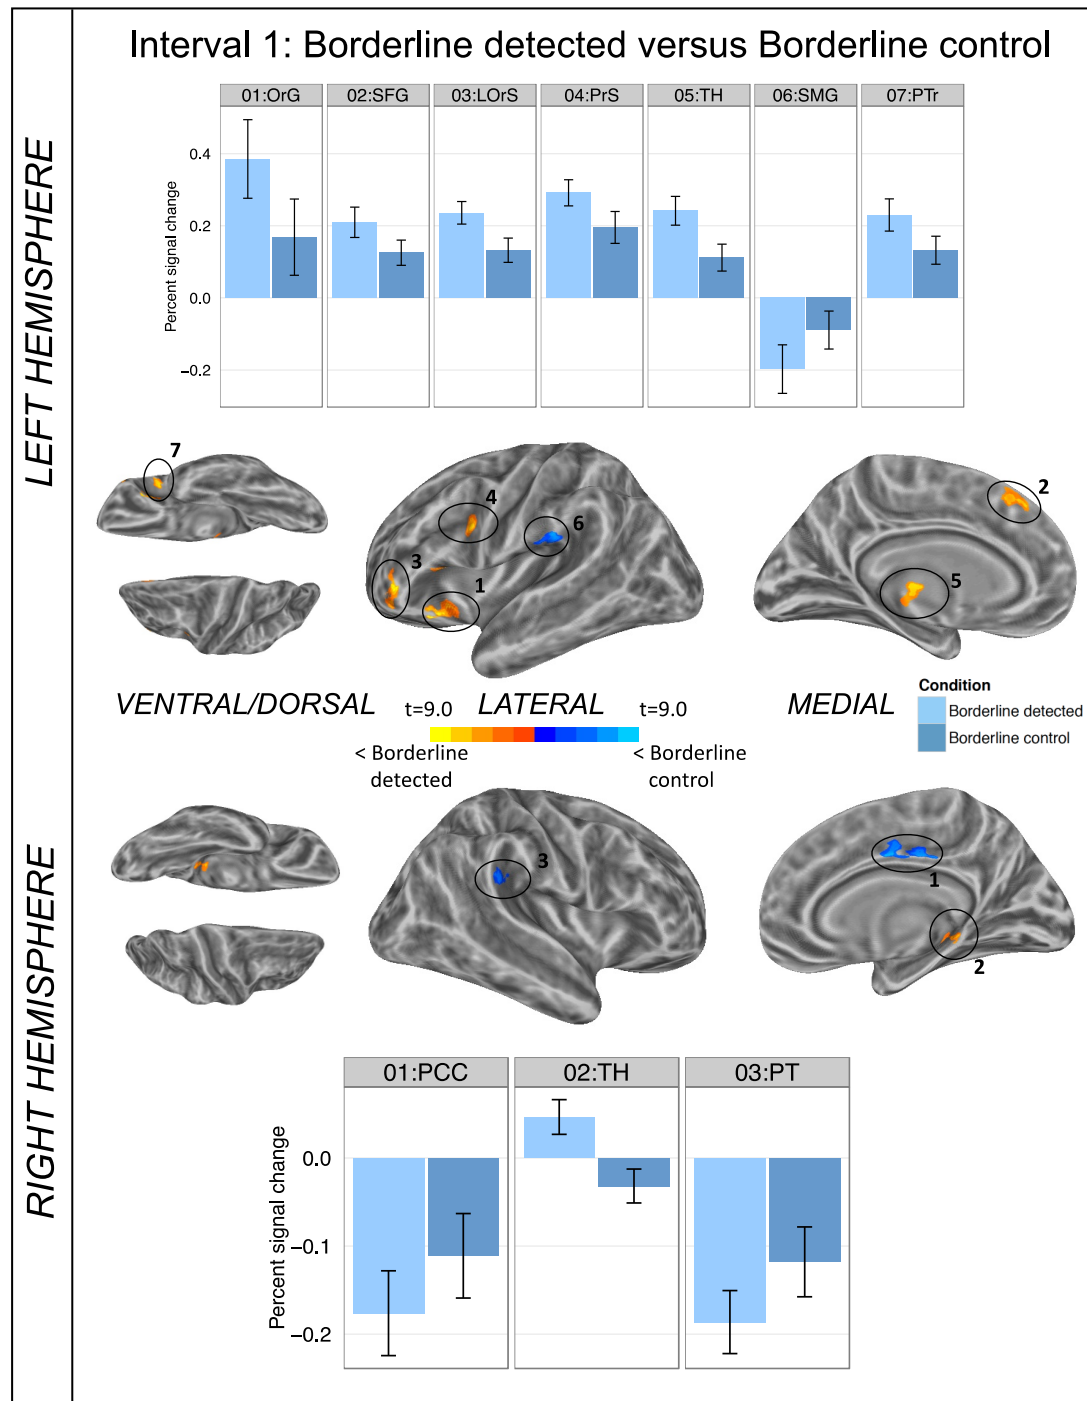 Interval 1: Borderline detected versus Borderline control
LEFT HEMISPHERE
01:OrG 02:SFG 03:LOrS 04:PrS 05:TH 06:SMG 07:PTr
Percent signal change
0.4
0.2
0.0
−0.2
7
4
6
3
1
2
5
VENTRAL/DORSAL
LATERAL
MEDIAL
t=9.0
t=9.0
< Borderline
detected
< Borderline
control
Condition
Borderline detected
Borderline control
RIGHT HEMISPHERE
3
1
2
01:PCC 02:TH 03:PT
Percent signal change
0.0
−0.1
−0.2